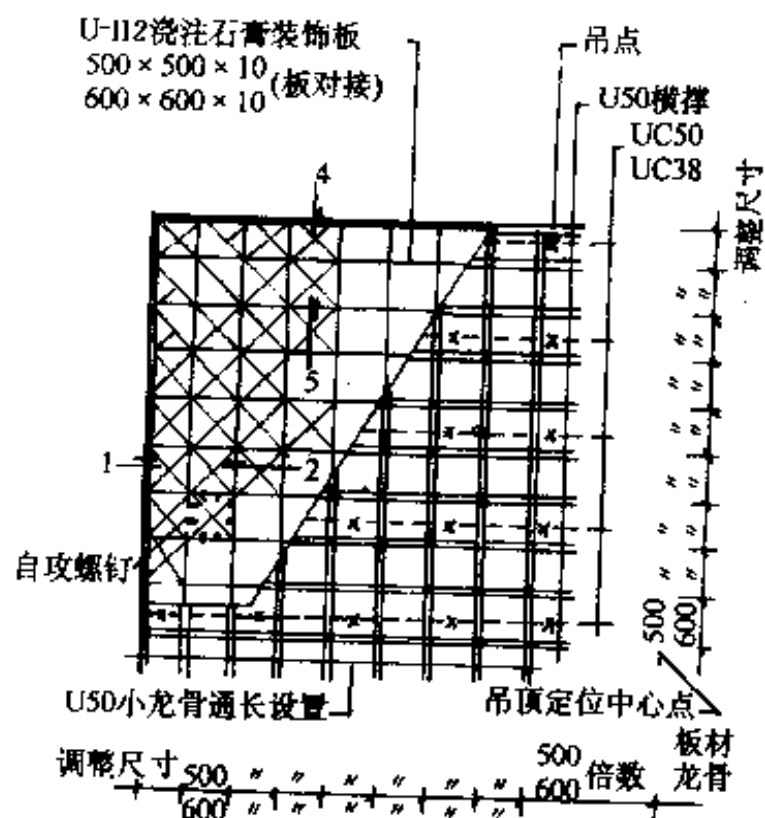 U-112浇注石膏装饰板
500×500×10
600×600×10
(板对接)
吊点
U50横撑
UC50
UC38
调整尺寸
4
5
1
2
自攻螺钉
500
600
U50小龙骨通长设置
吊顶定位中心点
板材
龙骨
调整尺寸
500 〃 〃 〃 〃 〃 〃 500
600 〃 〃 〃 〃 〃 〃 600
倍数